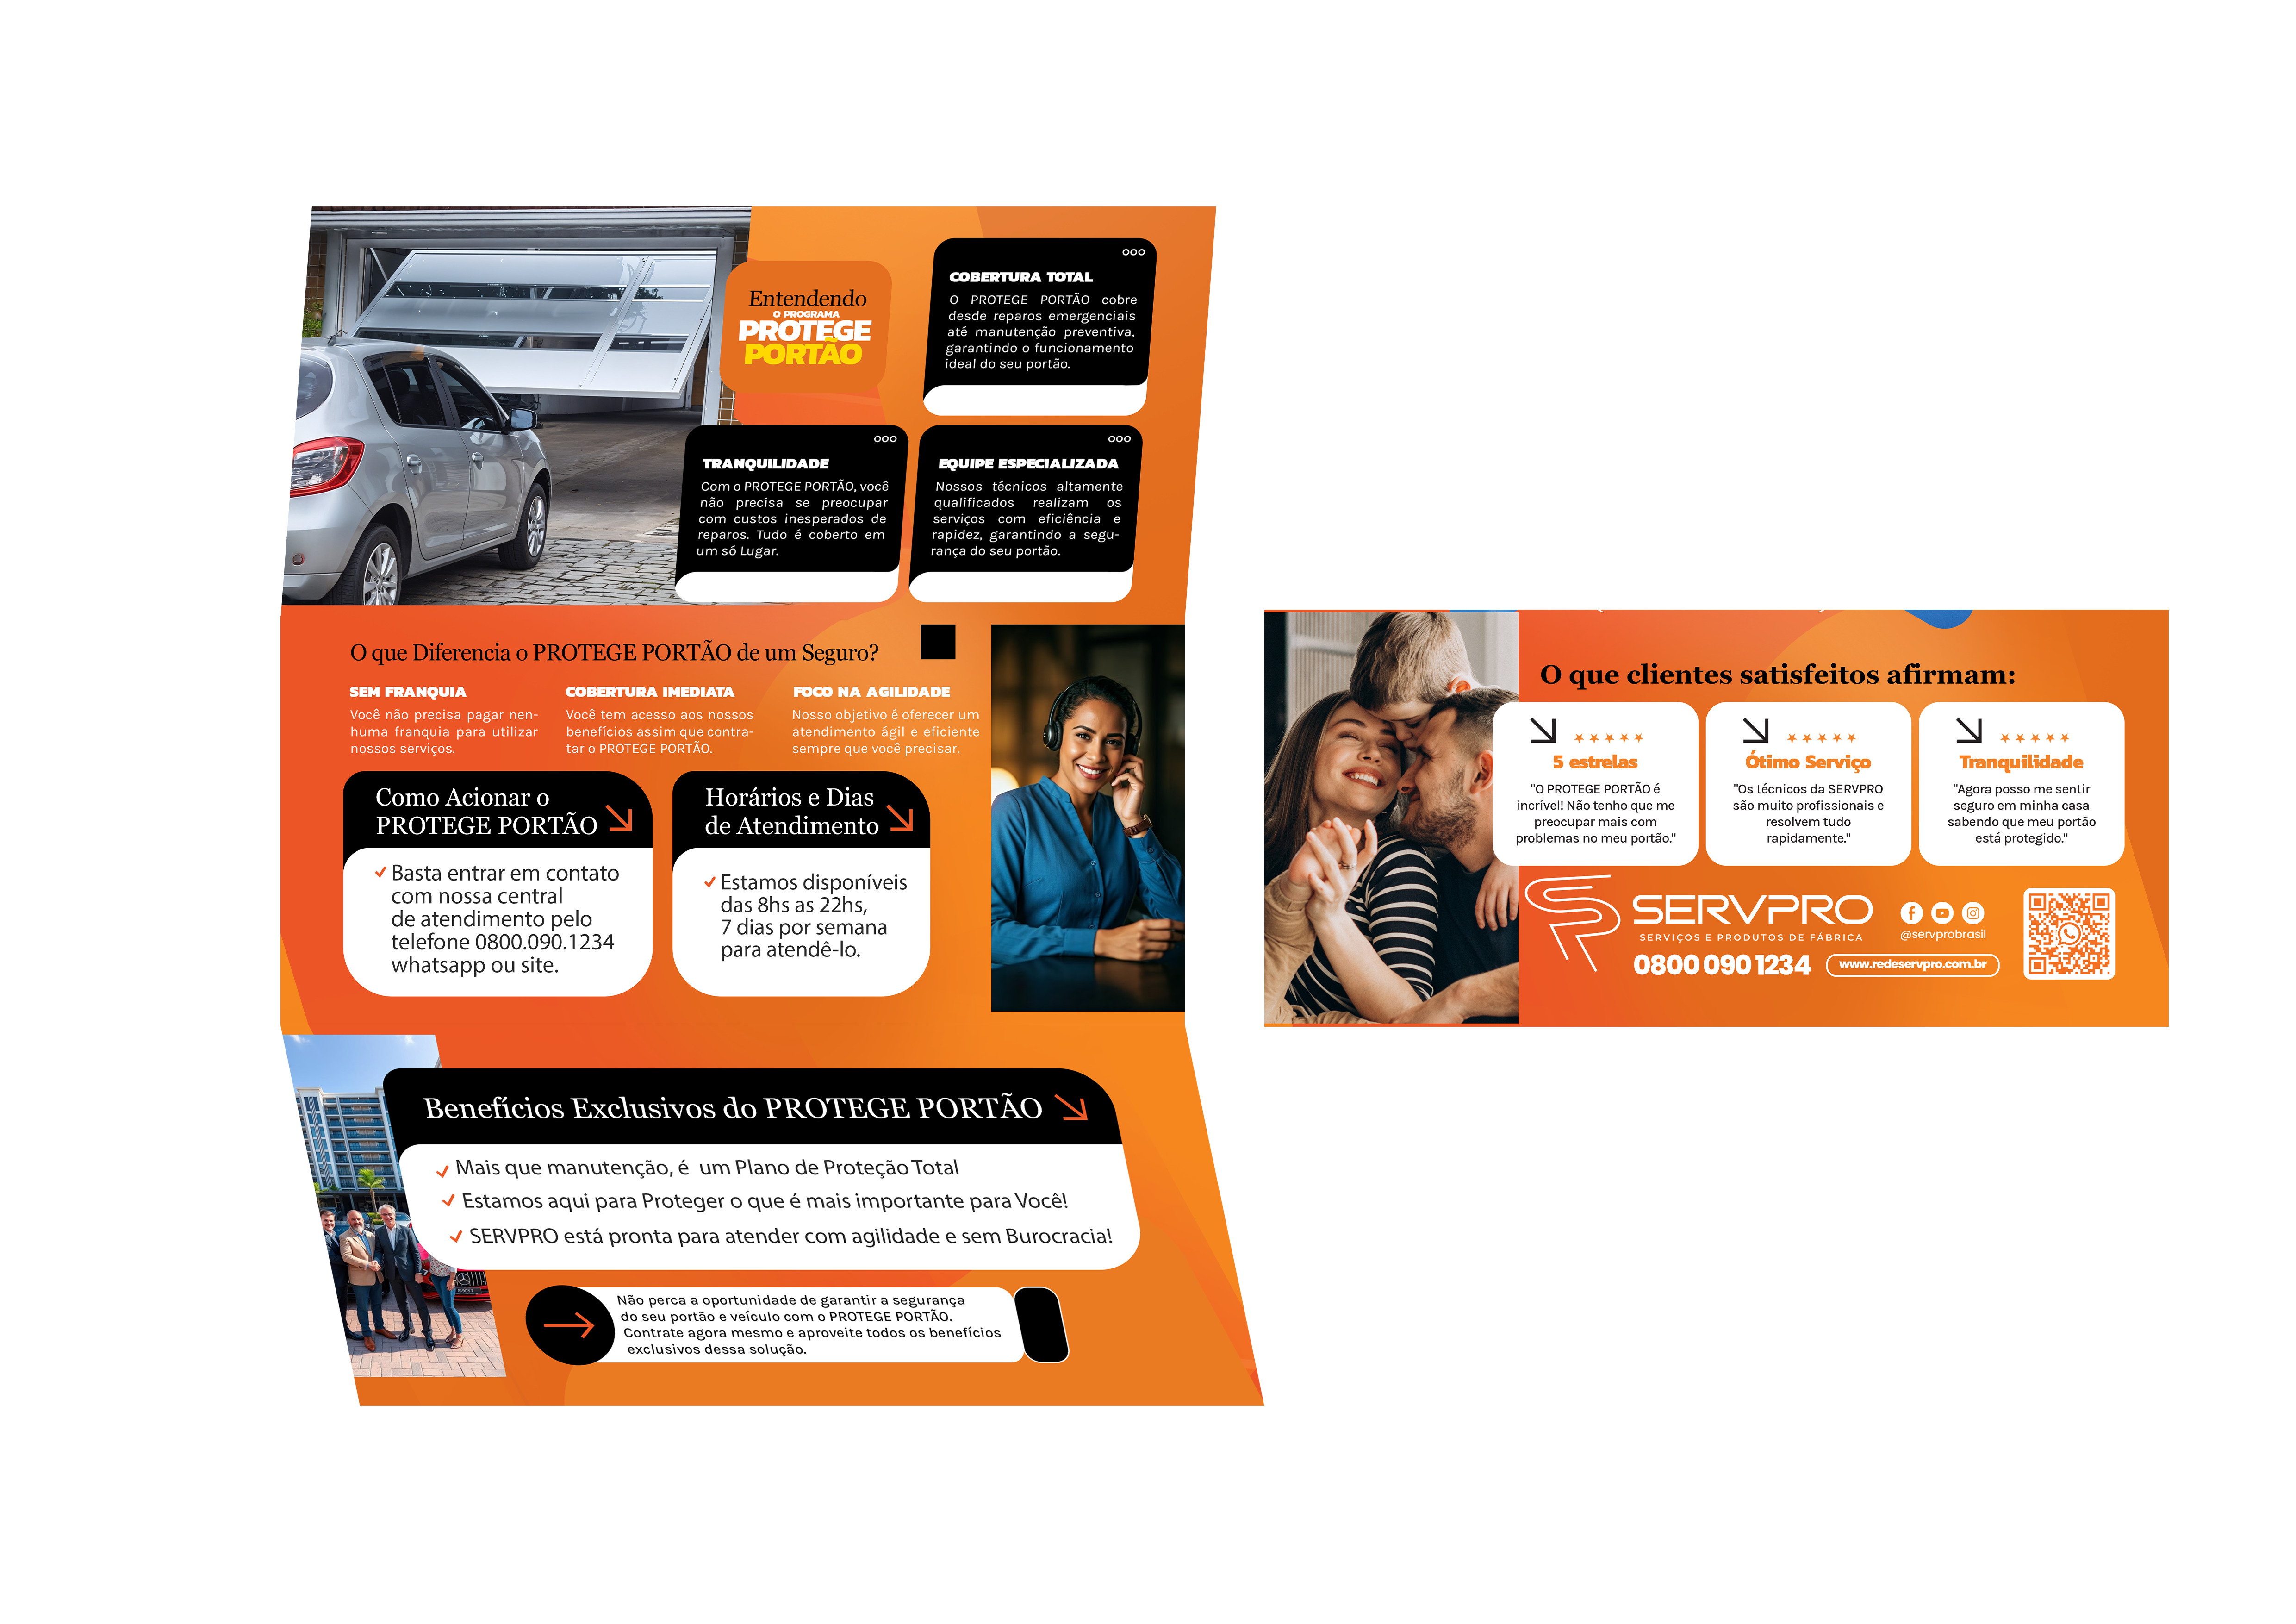 Entendendo
O PROGRAMA
PROTEGE
PORTÃO
COBERTURA TOTAL
O PROTEGE PORTÃO cobre
desde reparos emergenciais
até manutenção preventiva,
garantindo o funcionamento
ideal do seu portão.
TRANQUILIDADE
Com o PROTEGE PORTÃO, você
não precisa se preocupar
com custos inesperados de
reparos. Tudo é coberto em
um só Lugar.
EQUIPE ESPECIALIZADA
Nossos técnicos altamente
qualificados realizam os
serviços com eficiência e
rapidez, garantindo a segu-
rança do seu portão.
O que Diferencia o PROTEGE PORTÃO de um Seguro?
SEM FRANQUIA
Você não precisa pagar nen-
huma franquia para utilizar
nossos serviços.
COBERTURA IMEDIATA
Você tem acesso aos nossos
benefícios assim que contra-
tar o PROTEGE PORTÃO.
FOCO NA AGILIDADE
Nosso objetivo é oferecer um
atendimento ágil e eficiente
sempre que você precisar.
Como Acionar o
PROTEGE PORTÃO
Basta entrar em contato
com nossa central
de atendimento pelo
telefone 0800.090.1234
whatsapp ou site.
Horários e Dias
de Atendimento
Estamos disponíveis
das 8hs as 22hs,
7 dias por semana
para atendê-lo.
Benefícios Exclusivos do PROTEGE PORTÃO
Mais que manutenção, é um Plano de Proteção Total
Estamos aqui para Proteger o que é mais importante para Você!
SERVPRO está pronta para atender com agilidade e sem Burocracia!
Não perca a oportunidade de garantir a segurança
do seu portão e veículo com o PROTEGE PORTÃO.
Contrate agora mesmo e aproveite todos os benefícios
exclusivos dessa solução.
O que clientes satisfeitos afirmam:
5 estrelas
"O PROTEGE PORTÃO é
incrível! Não tenho que me
preocupar mais com
problemas no meu portão."
Ótimo Serviço
"Os técnicos da SERVPRO
são muito profissionais e
resolvem tudo
rapidamente."
Tranquilidade
"Agora posso me sentir
seguro em minha casa
sabendo que meu portão
está protegido."
SERVPRO
SERVIÇOS E PRODUTOS DE FÁBRICA
@servprobrasil
0800 090 1234
www.redeservpro.com.br